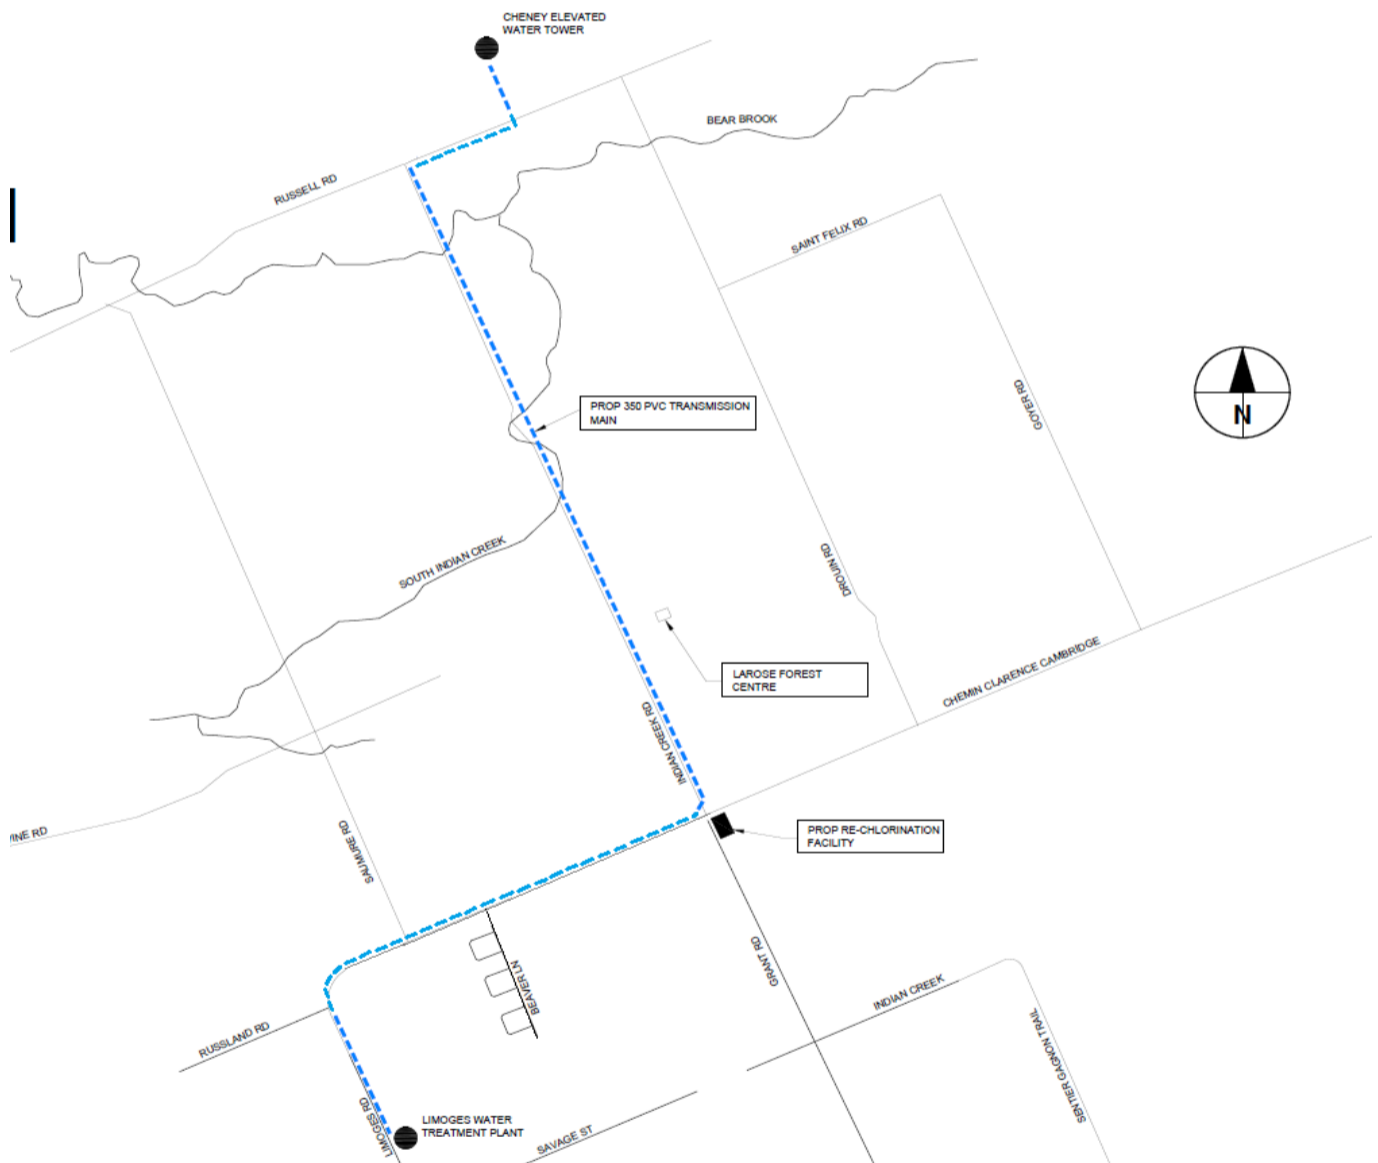 CHENEY ELEVATED
WATER TOWER
BEAR BROOK
RUSSELL RD
SAINT FELIX RD
GOYER RD
PROP 350 PVC TRANSMISSION
MAIN
N
SOUTH INDIAN CREEK
DROUIN RD
LAROSE FOREST
CENTRE
CHEMIN CLARENCE CAMBRIDGE
INDIAN CREEK RD
PROP RE-CHLORINATION
FACILITY
VINE RD
SAUMURE RD
GRANT RD
BEAVER LN
INDIAN CREEK
RUSSLAND RD
SENTIER GAGNON TRAIL
LIMOGES RD
LIMOGES WATER
TREATMENT PLANT
SAVAGE ST